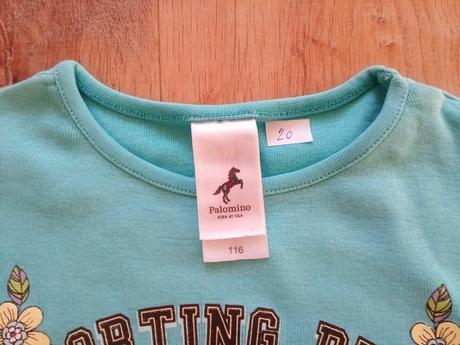 20
Palomino
KIDS AT C&A
116
ORTING